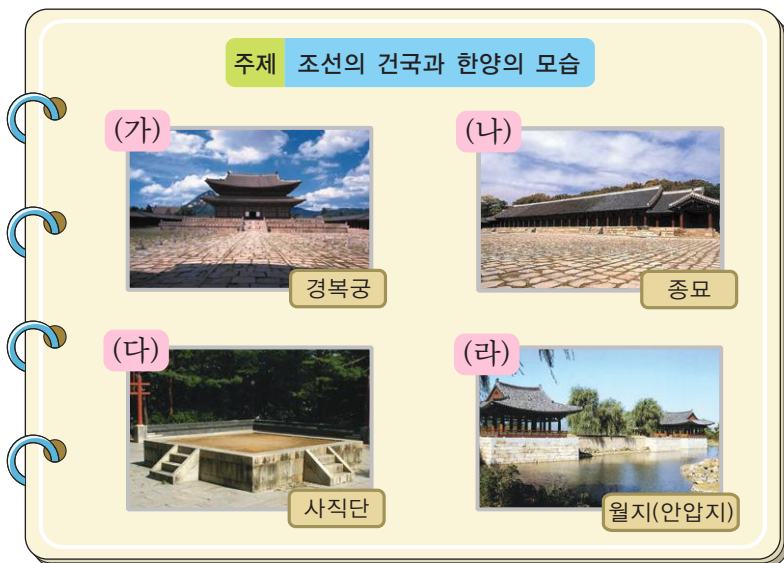 주제 조선의 건국과 한양의 모습
(가)
경복궁
(나)
종묘
(다)
사직단
(라)
월지(안압지)